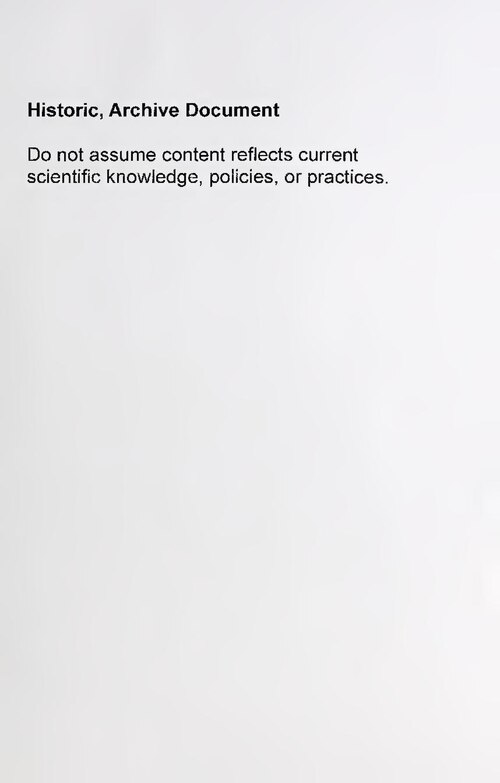 Historic, Archive Document
Do not assume content reflects current
scientific knowledge, policies, or practices.